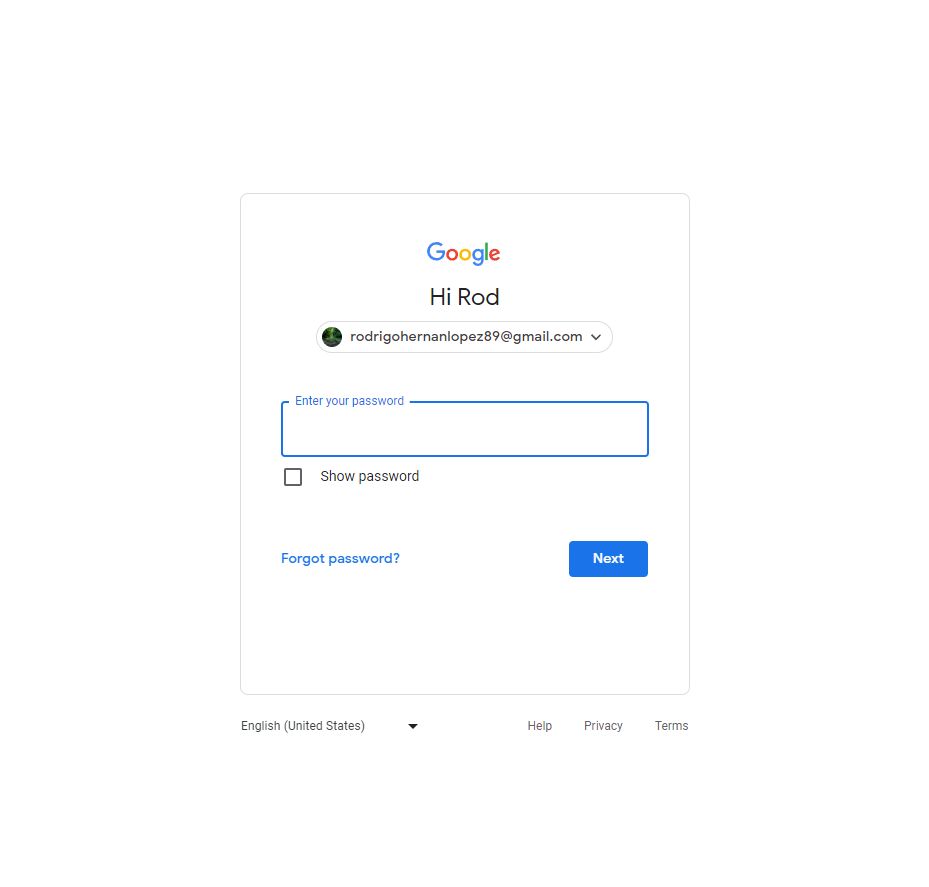 Google
Hi Rod
rodrigohernanlopez89@gmail.com
Enter your password
Show password
Forgot password?
Next
English (United States)
Help
Privacy
Terms